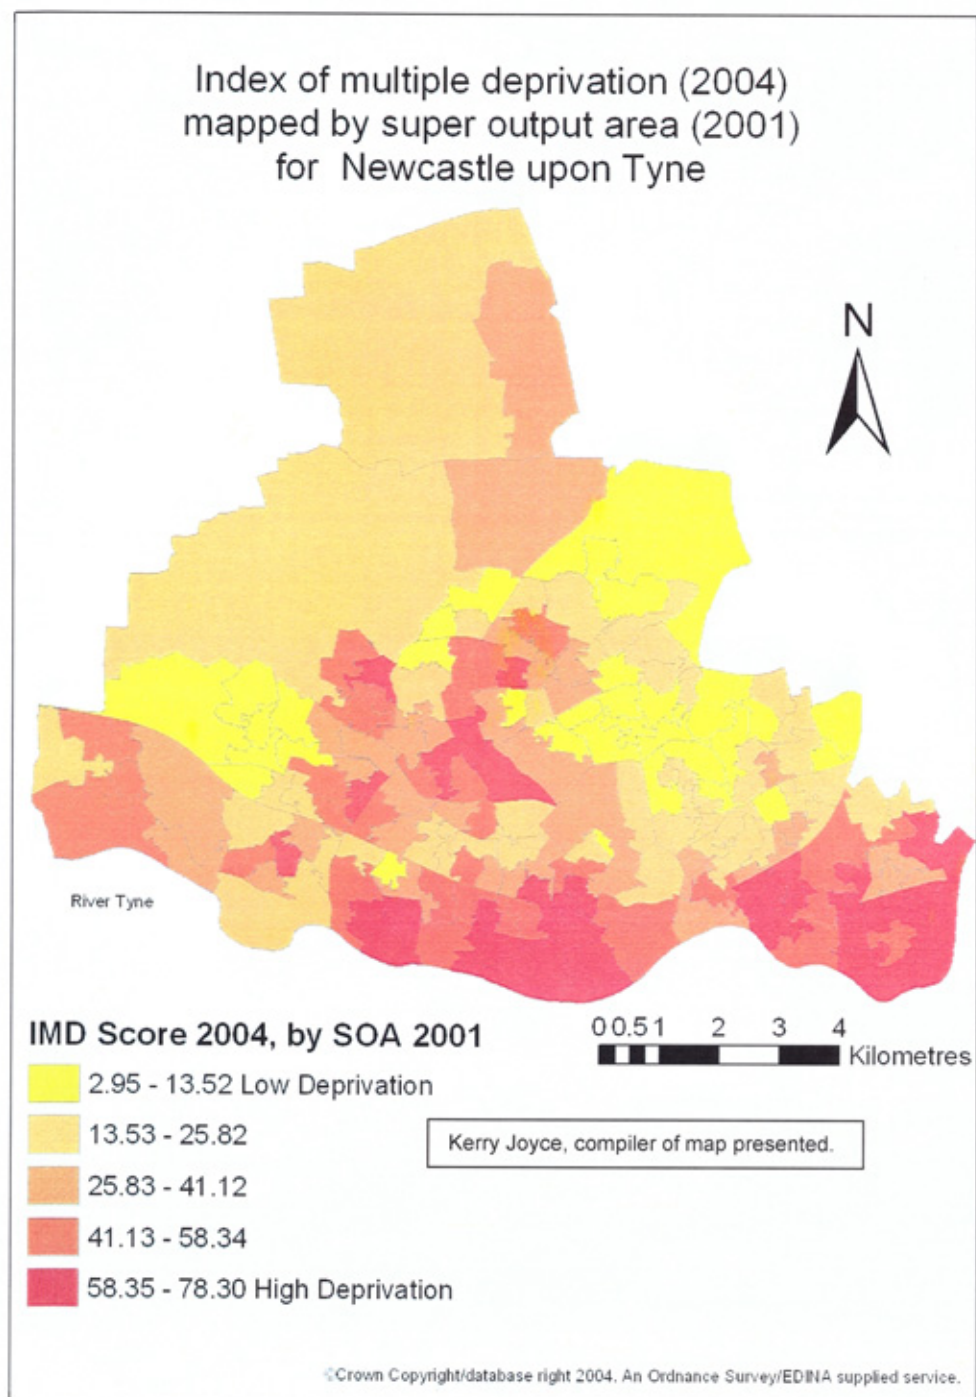 Index of multiple deprivation (2004)
mapped by super output area (2001)
for Newcastle upon Tyne
N
River Tyne
IMD Score 2004, by SOA 2001
0 0.5 1 2 3 4
Kilometres
2.95 - 13.52 Low Deprivation
13.53 - 25.82
25.83 - 41.12
41.13 - 58.34
58.35 - 78.30 High Deprivation
Kerry Joyce, compiler of map presented.
©Crown Copyright/database right 2004. An Ordnance Survey/EDINA supplied service.